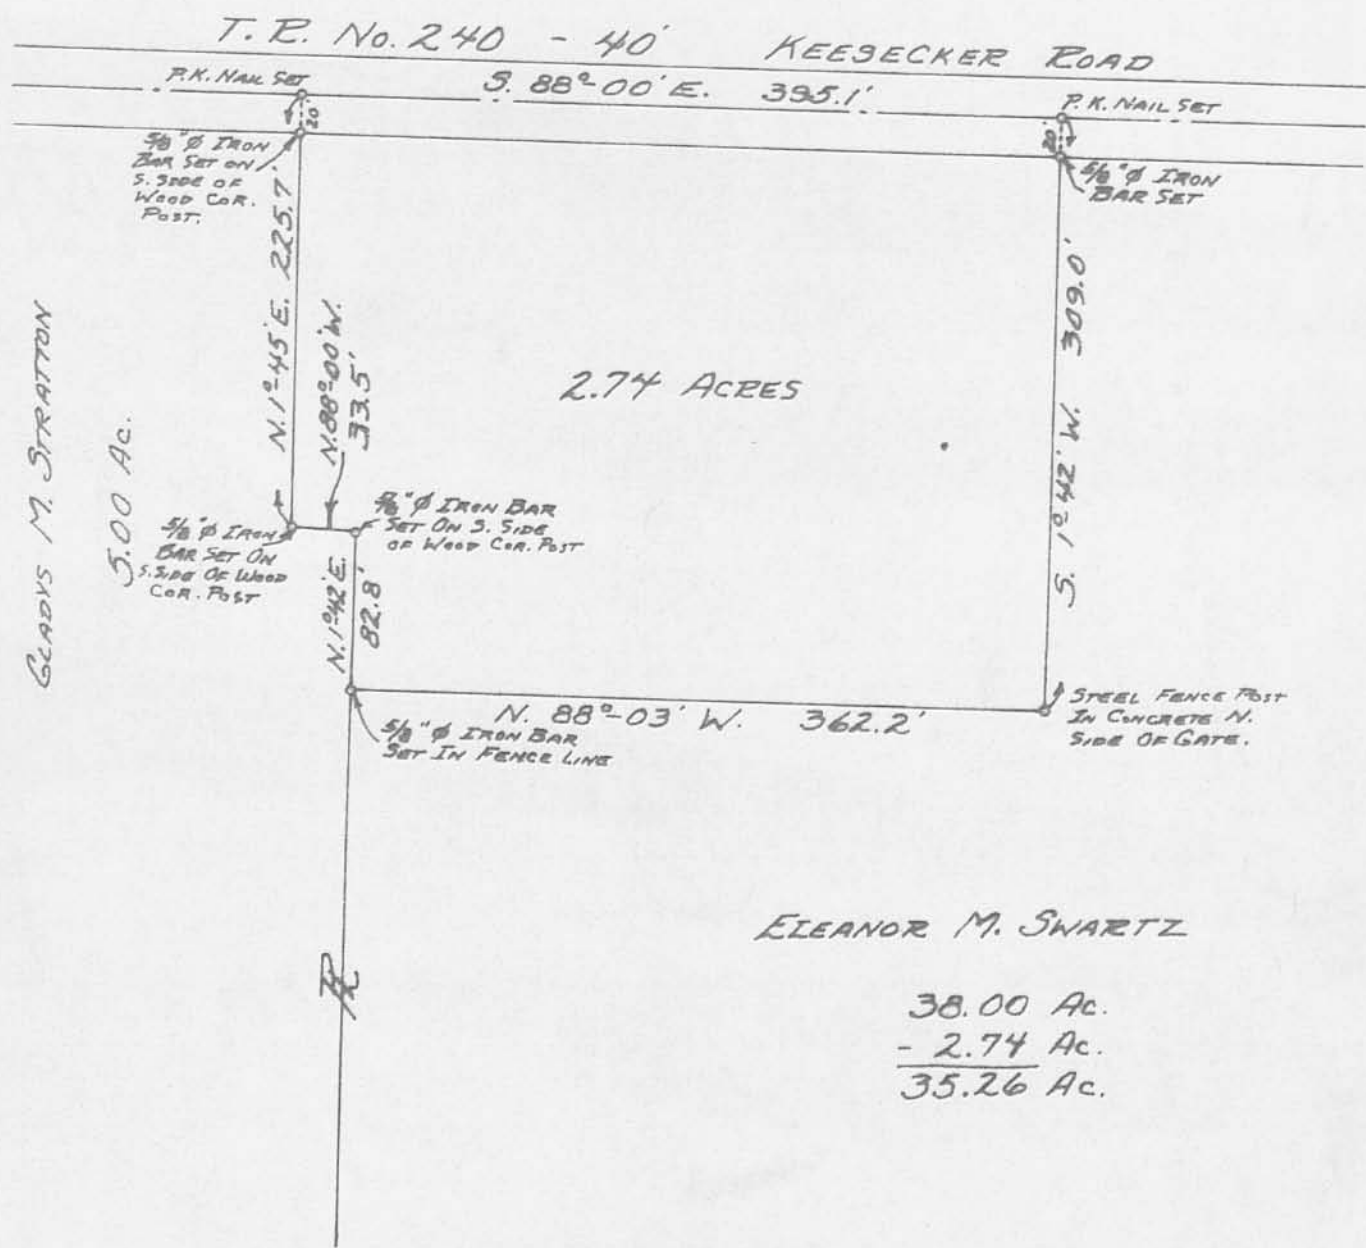 T.R. No. 240 - 40' KEESECKER ROAD
P.K. NAIL SET
S. 88°-00' E. 395.1'
P.K. NAIL SET
20'
20'
5/8" Ø IRON
BAR SET ON
S. SIDE OF
WOOD COR.
POST.
5/8" Ø IRON
BAR SET
N. 1°-45' E. 225.7'
N. 88°-00' W.
33.5'
S. 1°-42' W. 309.0'
2.74 ACRES
GLADYS M. STRATTON
5.00 Ac.
5/8" Ø IRON BAR
SET ON S. SIDE
OF WOOD COR. POST
5/8" Ø IRON
BAR SET ON
S. SIDE OF WOOD
COR. POST
N. 1°-42' E.
82.8'
N. 88°-03' W. 362.2'
5/8" Ø IRON BAR
SET IN FENCE LINE
STEEL FENCE POST
IN CONCRETE N.
SIDE OF GATE.
ELEANOR M. SWARTZ
38.00 Ac.
- 2.74 Ac.
35.26 Ac.